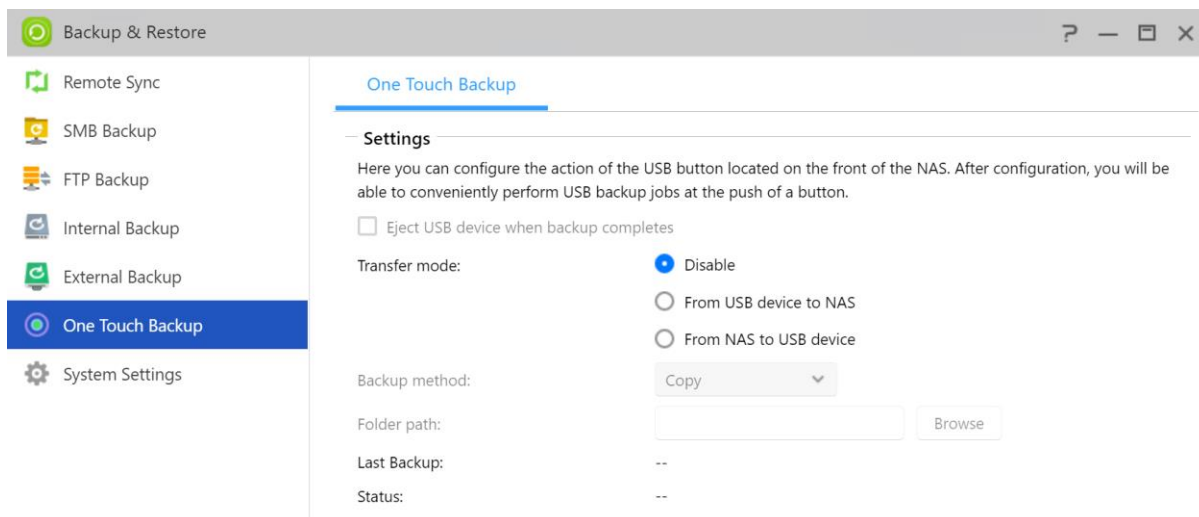 Backup & Restore
Remote Sync
SMB Backup
FTP Backup
Internal Backup
External Backup
One Touch Backup
System Settings
One Touch Backup
Settings
Here you can configure the action of the USB button located on the front of the NAS. After configuration, you will be
able to conveniently perform USB backup jobs at the push of a button.
Eject USB device when backup completes
Transfer mode: Disable
From USB device to NAS
From NAS to USB device
Backup method: Copy
Folder path: Browse
Last Backup: --
Status: --